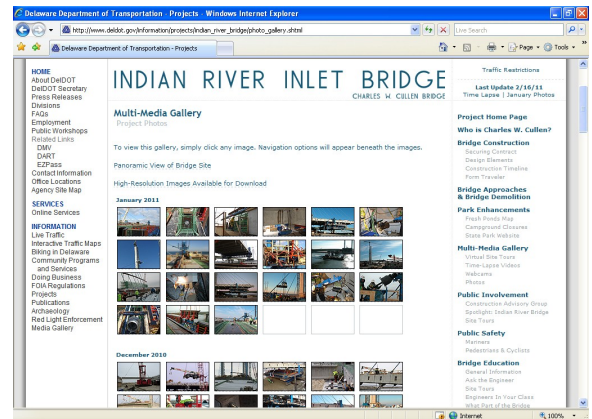 Delaware Department of Transportation - Projects - Windows Internet Explorer
http://www.deldot.gov/information/projects/indian_river_bridge/photo_gallery.shtml
Live Search
Delaware Department of Transportation - Projects
Page
Tools
HOME
About DelDOT
DelDOT Secretary
Press Releases
Divisions
FAQs
Employment
Public Workshops
Related Links
DMV
DART
EZPass
Contact Information
Office Locations
Agency Site Map
SERVICES
Online Services
INFORMATION
Live Traffic
Interactive Traffic Maps
Biking in Delaware
Community Programs
and Services
Doing Business
FOIA Regulations
Projects
Publications
Archaeology
Red Light Enforcement
Media Gallery
INDIAN RIVER INLET BRIDGE
CHARLES W CULLEN BRIDGE
Multi-Media Gallery
Project Photos
To view this gallery, simply click any image. Navigation options will appear beneath the images.
Panoramic View of Bridge Site
High-Resolution Images Available for Download
January 2011
December 2010
Traffic Restrictions
Last Update 2/16/11
Time Lapse | January Photos
Project Home Page
Who is Charles W. Cullen?
Bridge Construction
Securing Contract
Design Elements
Construction Timeline
Form Traveler
Bridge Approaches
& Bridge Demolition
Park Enhancements
Fresh Ponds Map
Campground Closures
State Park Website
Multi-Media Gallery
Virtual Site Tours
Time-Lapse Videos
Webcams
Photos
Public Involvement
Construction Advisory Group
Spotlight: Indian River Bridge
Site Tours
Public Safety
Manners
Pedestrians & Cyclists
Bridge Education
General Information
Ask the Engineer
Site Tours
Engineers In Your Class
What Part of the Bridge
Internet
100%